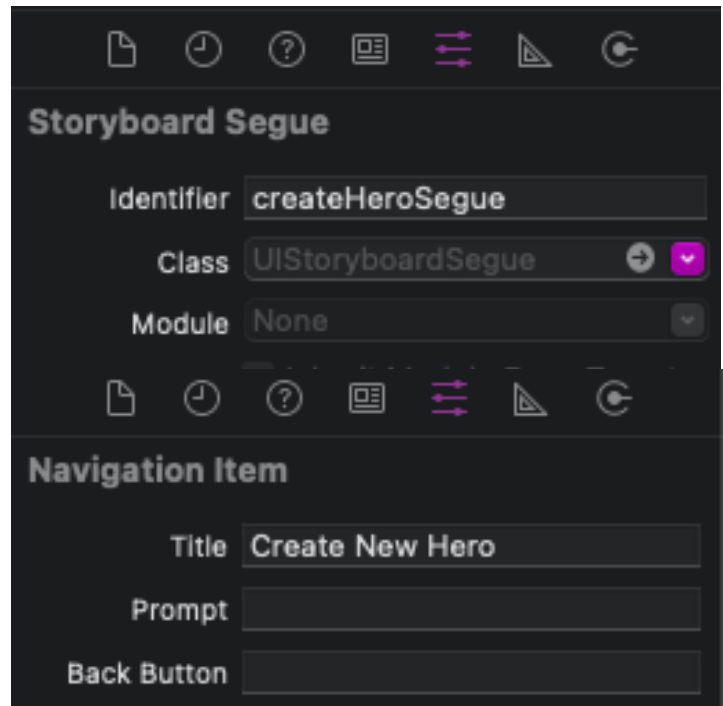 Storyboard Segue
Identifier createHeroSegue
Class UIStoryboardSegue
Module None
Navigation Item
Title Create New Hero
Prompt
Back Button